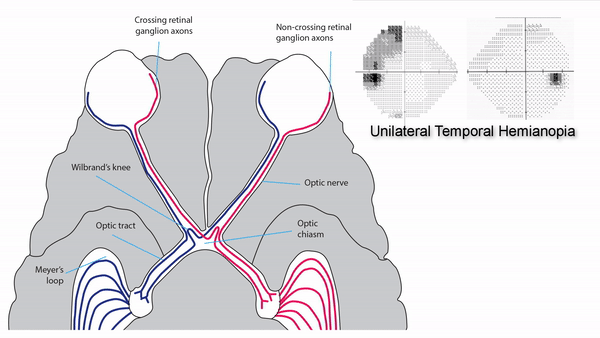 Crossing retinal
ganglion axons
Non-crossing retinal
ganglion axons
Unilateral Temporal Hemianopia
Wilbrand's knee
Optic nerve
Optic tract
Optic
chiasm
Meyer's
loop